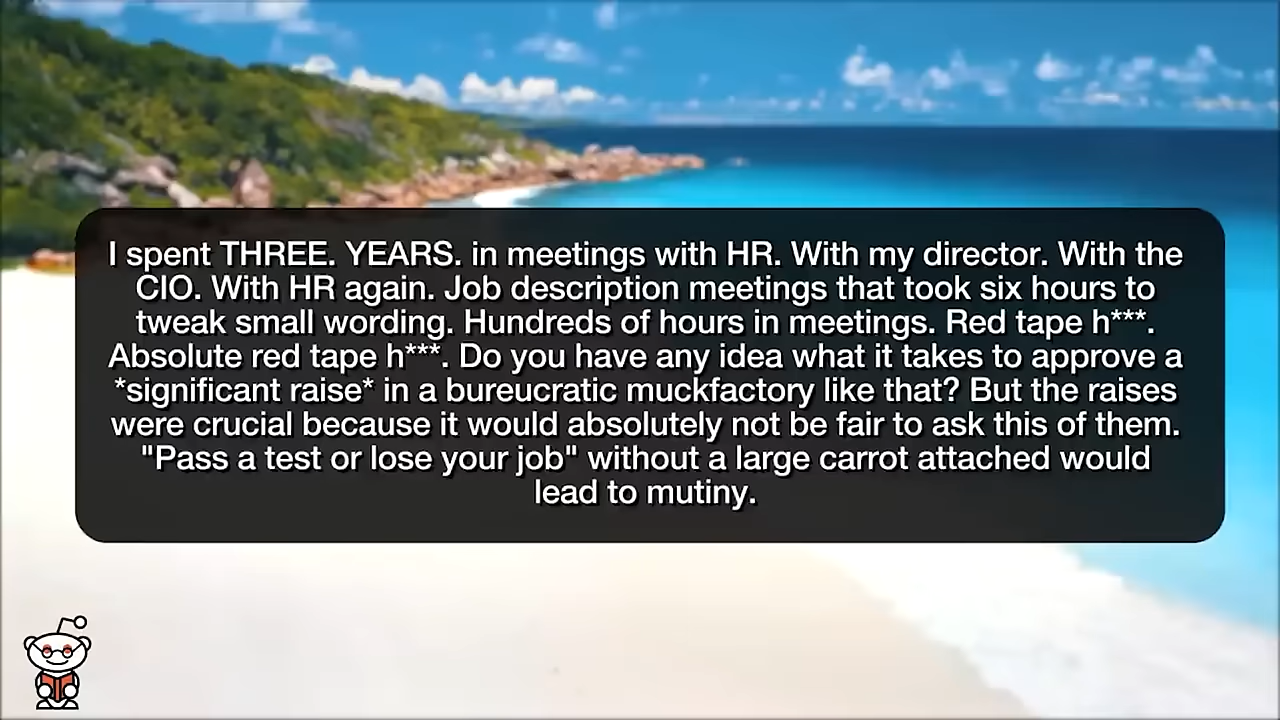 I spent THREE. YEARS. in meetings with HR. With my director. With the
CIO. With HR again. Job description meetings that took six hours to
tweak small wording. Hundreds of hours in meetings. Red tape h***.
Absolute red tape h***. Do you have any idea what it takes to approve a
*significant raise* in a bureucratic muckfactory like that? But the raises
were crucial because it would absolutely not be fair to ask this of them.
"Pass a test or lose your job" without a large carrot attached would
lead to mutiny.